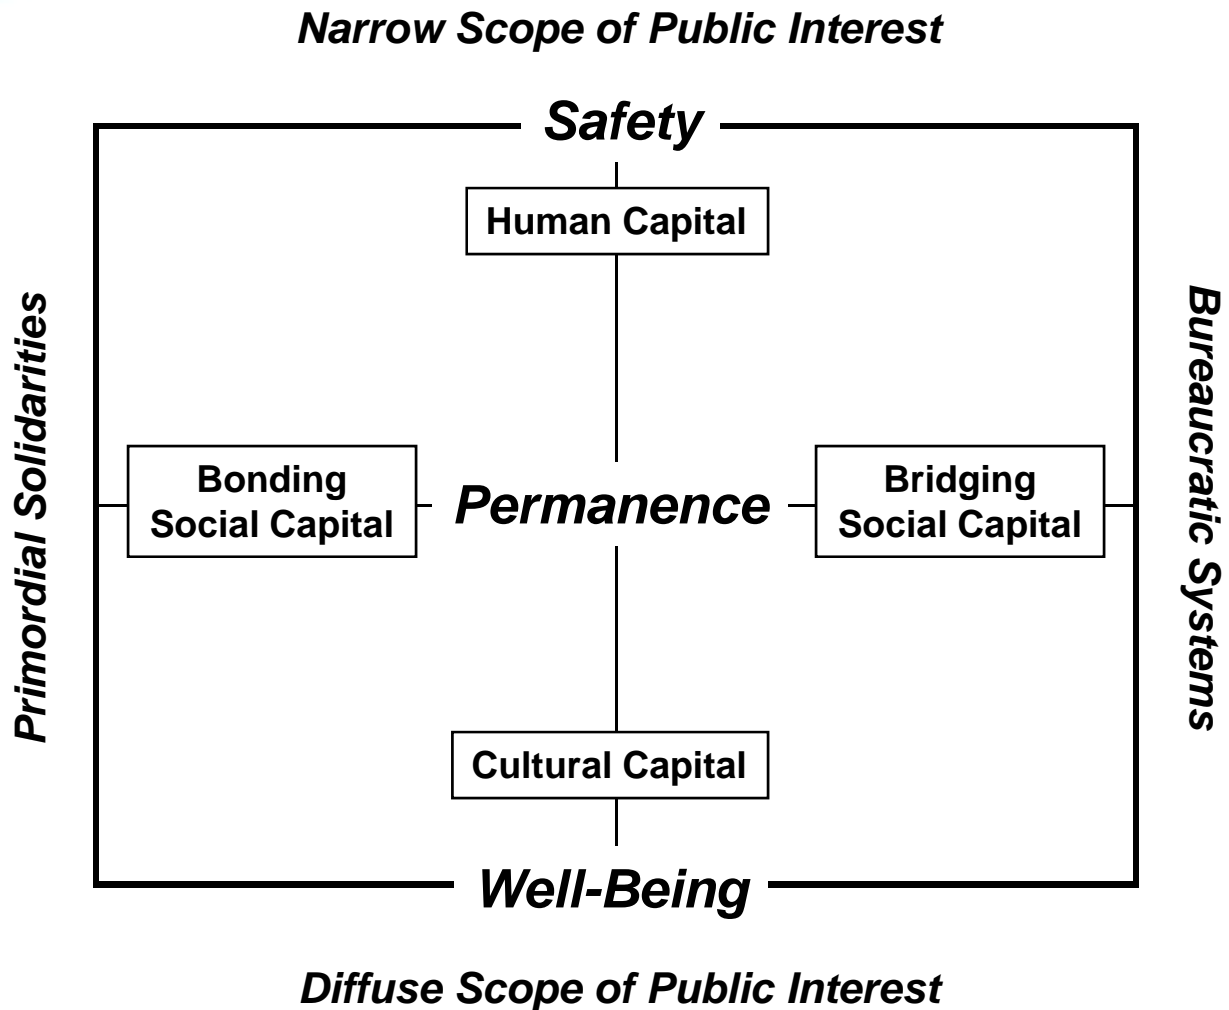 Narrow Scope of Public Interest
Safety
Human Capital
Primordial Solidarities
Bonding
Social Capital
Permanence
Bridging
Social Capital
Bureaucratic Systems
Cultural Capital
Well-Being
Diffuse Scope of Public Interest